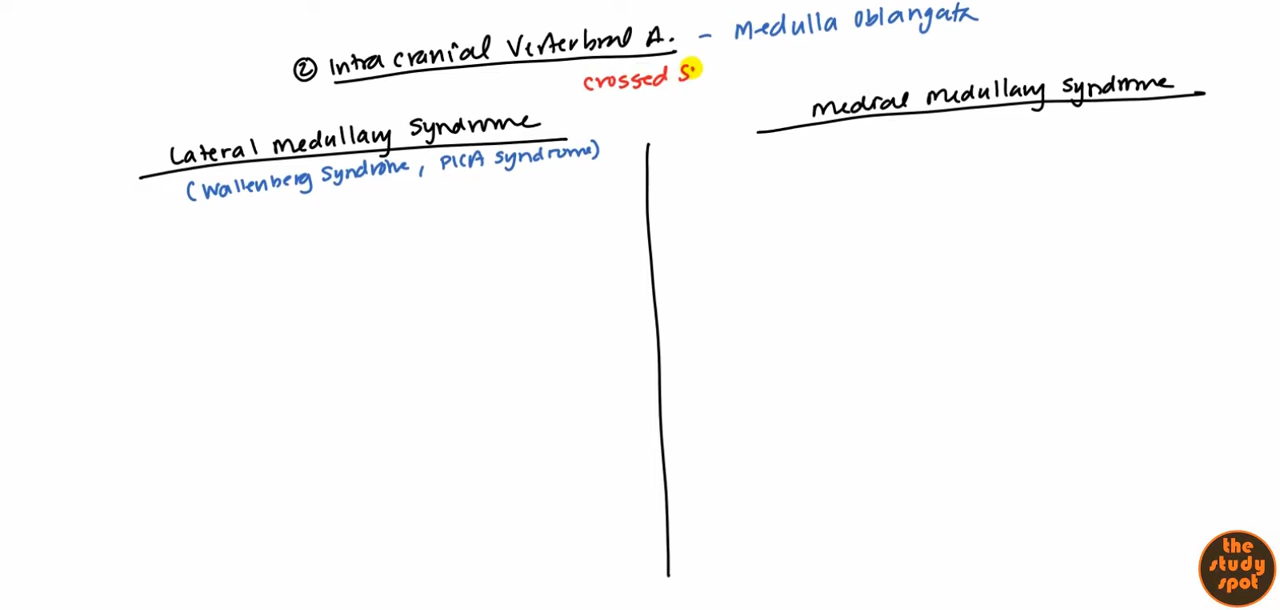 ② Intracranial Vertebral A. - Medulla Oblangata
crossed S
Lateral Medullary Syndrome
(Wallenberg Syndrome, PICA Syndrome)
Medial Medullary Syndrome
the
study
spot